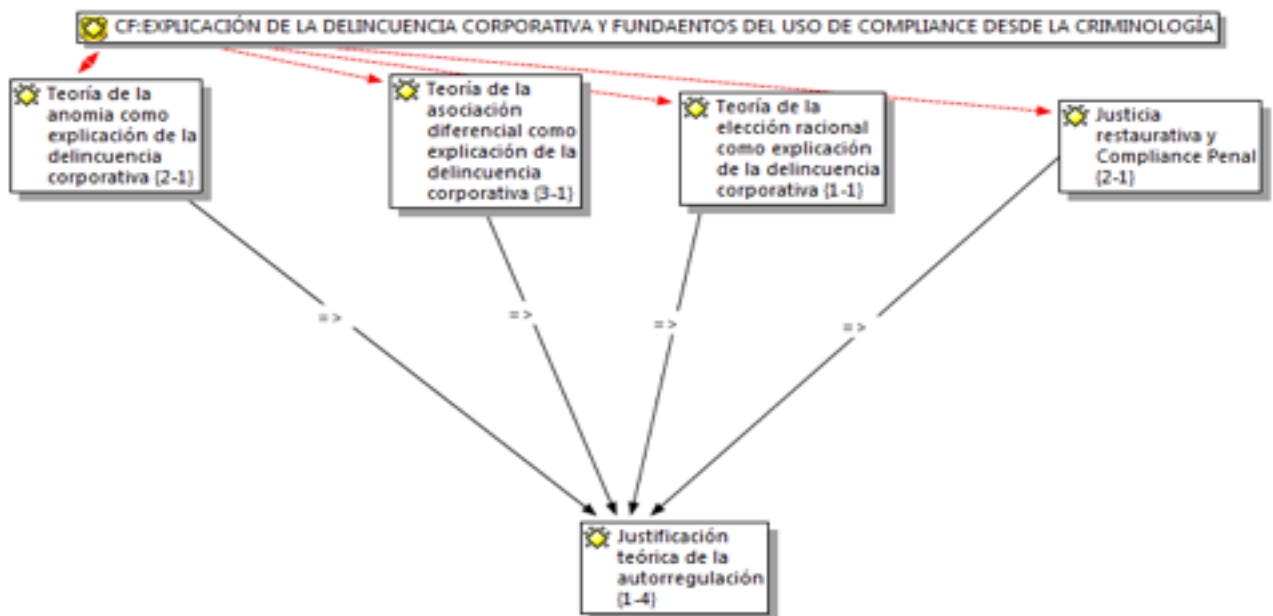 CF:EXPLICACIÓN DE LA DELINCUENCIA CORPORATIVA Y FUNDAENTOS DEL USO DE COMPLIANCE DESDE LA CRIMINOLOGÍA
Teoría de la
anomia como
explicación de la
delincuencia
corporativa {2-1}
Teoría de la
asociación
diferencial como
explicación de la
delincuencia
corporativa {3-1}
Teoría de la
elección racional
como explicación
de la delincuencia
corporativa {1-1}
Justicia
restaurativa y
Compliance Penal
{2-1}
=>
=>
=>
=>
Justificación
teórica de la
autorregulación
{1-4}